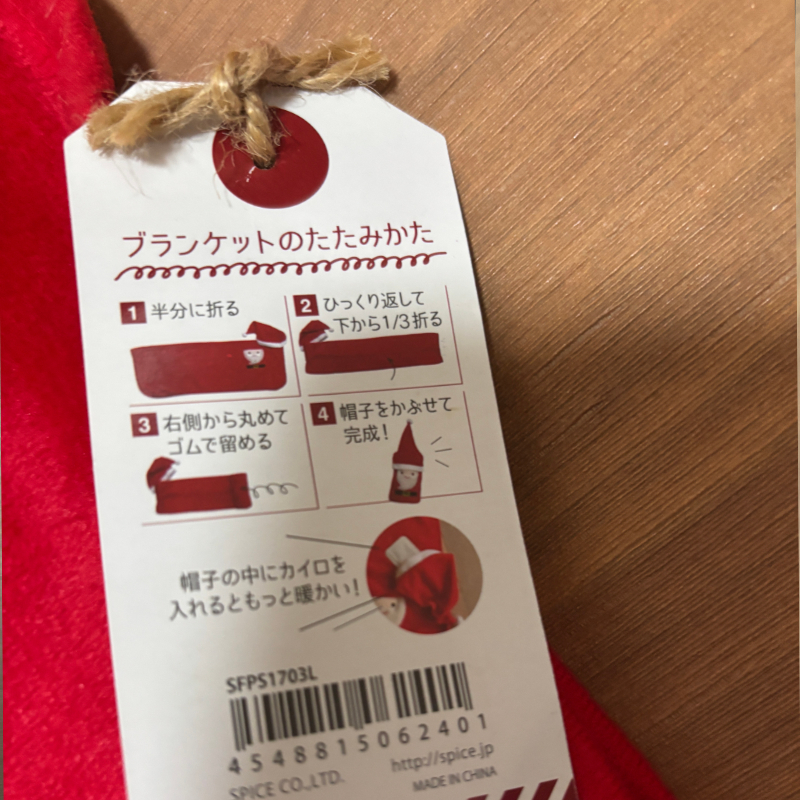 ブランケットのたたみかた
1 半分に折る
2 ひっくり返して
下から1/3折る
3 右側から丸めて
ゴムで留める
4 帽子をかぶせて
完成!
帽子の中にカイロを
入れるともっと暖かい!
SFPS1703L
4548815062401
SPICE CO.,LTD.
http://spice.jp
MADE IN CHINA